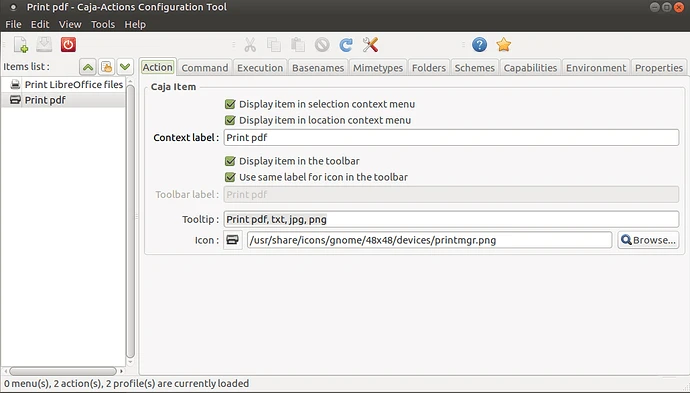 Print pdf - Caja-Actions Configuration Tool
File Edit View Tools Help
Items list :
Action Command Execution Basenames Mimetypes Folders Schemes Capabilities Environment Properties
Print LibreOffice files
Print pdf
Caja Item
Display item in selection context menu
Display item in location context menu
Context label : Print pdf
Display item in the toolbar
Use same label for icon in the toolbar
Toolbar label : Print pdf
Tooltip : Print pdf, txt, jpg, png
Icon : /usr/share/icons/gnome/48x48/devices/printmgr.png Browse...
0 menu(s), 2 action(s), 2 profile(s) are currently loaded